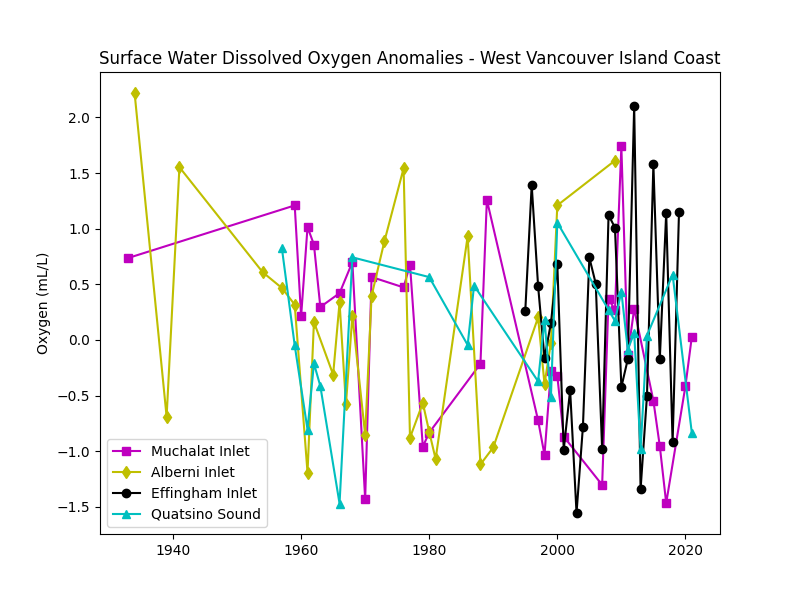 Surface Water Dissolved Oxygen Anomalies - West Vancouver Island Coast
Oxygen (mL/L)
2.0
1.5
1.0
0.5
0.0
−0.5
−1.0
−1.5
Muchalat Inlet
Alberni Inlet
Effingham Inlet
Quatsino Sound
1940
1960
1980
2000
2020